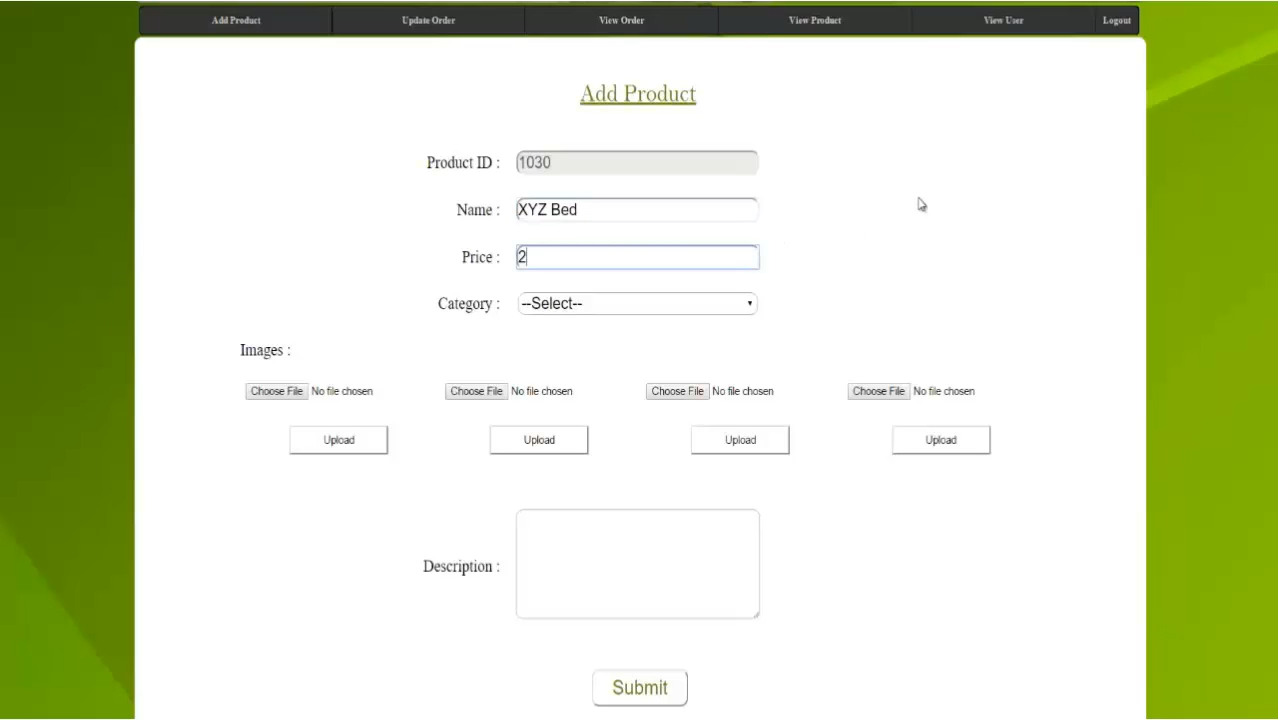 Add Product Update Order View Order View Product View User Logout
Add Product
Product ID : 1030
Name : XYZ Bed
Price : 2
Category : --Select--
Images :
Choose File No file chosen Choose File No file chosen Choose File No file chosen Choose File No file chosen
Upload Upload Upload Upload
Description :
Submit